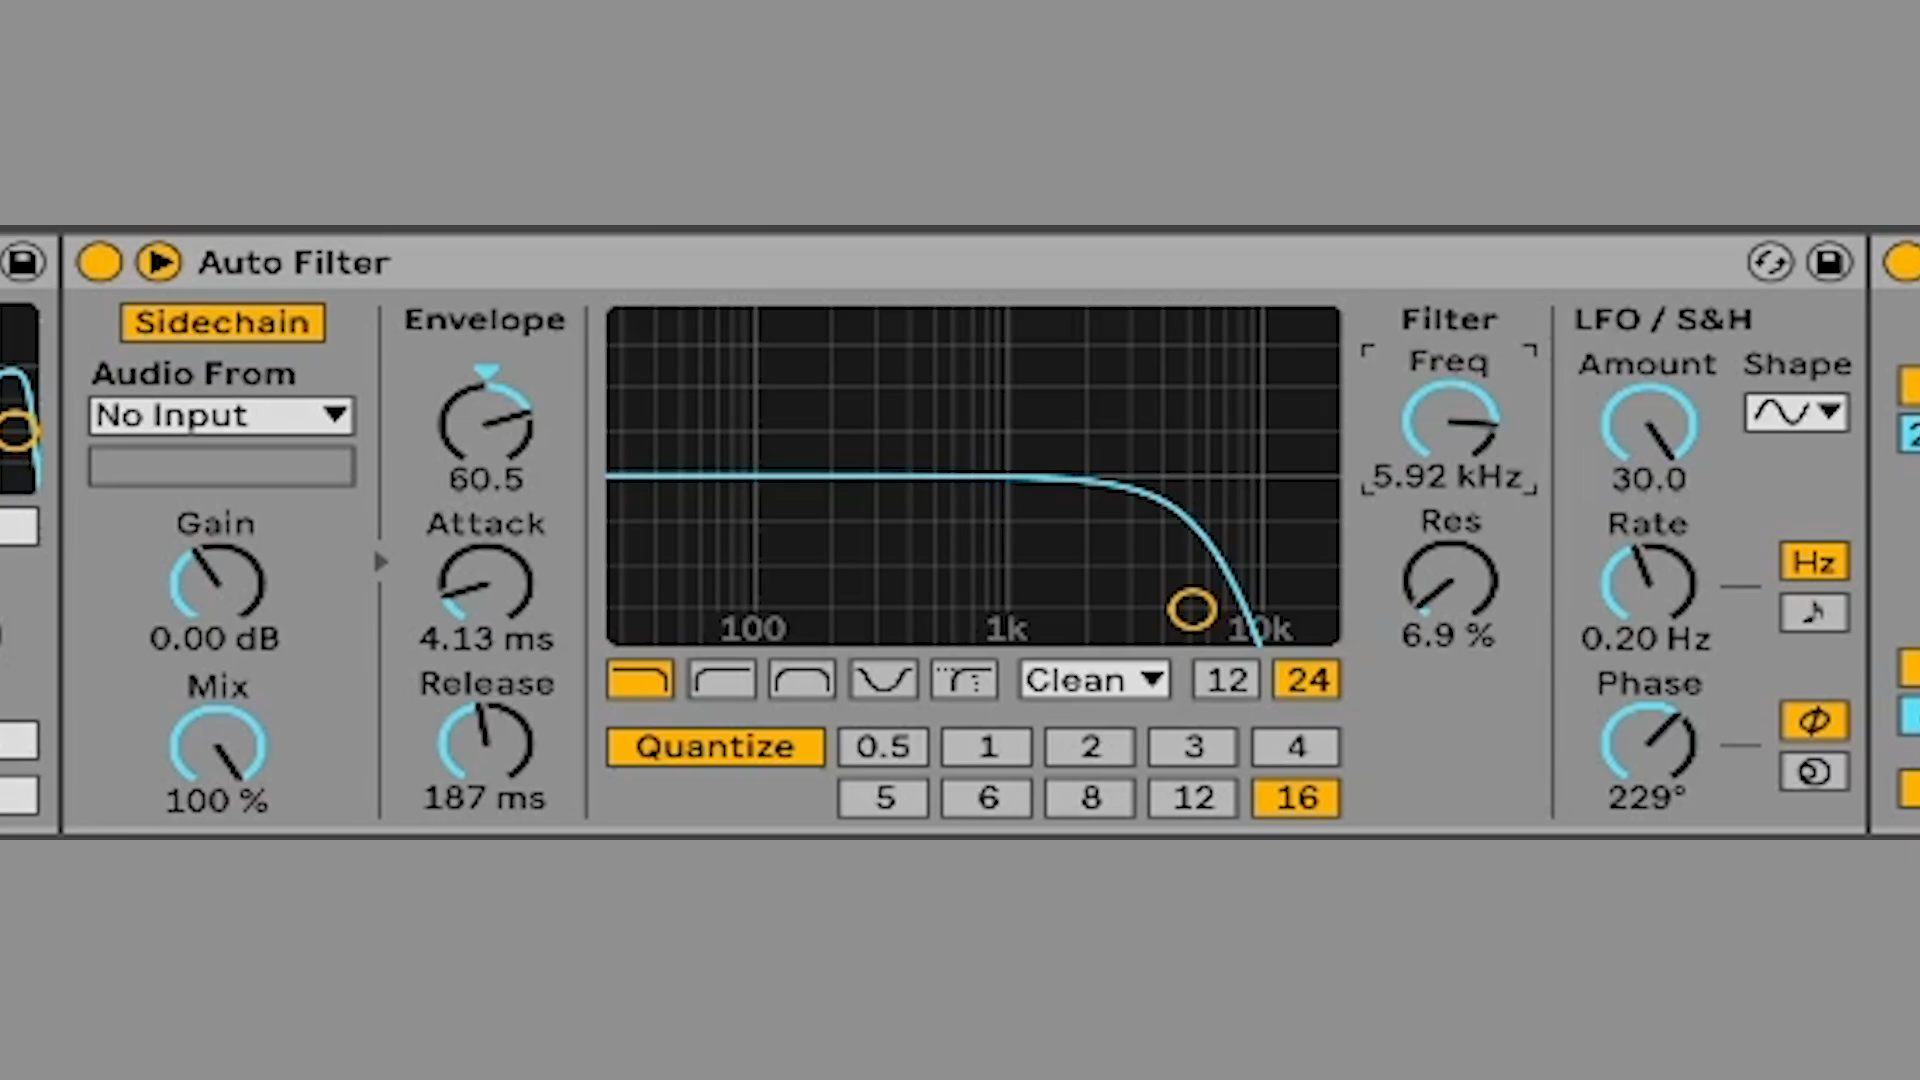 Auto Filter
Sidechain
Audio From
No Input
Gain
0.00 dB
Mix
100 %
Envelope
60.5
Attack
4.13 ms
Release
187 ms
100 1k 10k
Clean 12 24
Quantize 0.5 1 2 3 4
5 6 8 12 16
Filter
Freq
5.92 kHz
Res
6.9 %
LFO / S&H
Amount Shape
30.0
Rate
Hz
0.20 Hz
Phase
229°